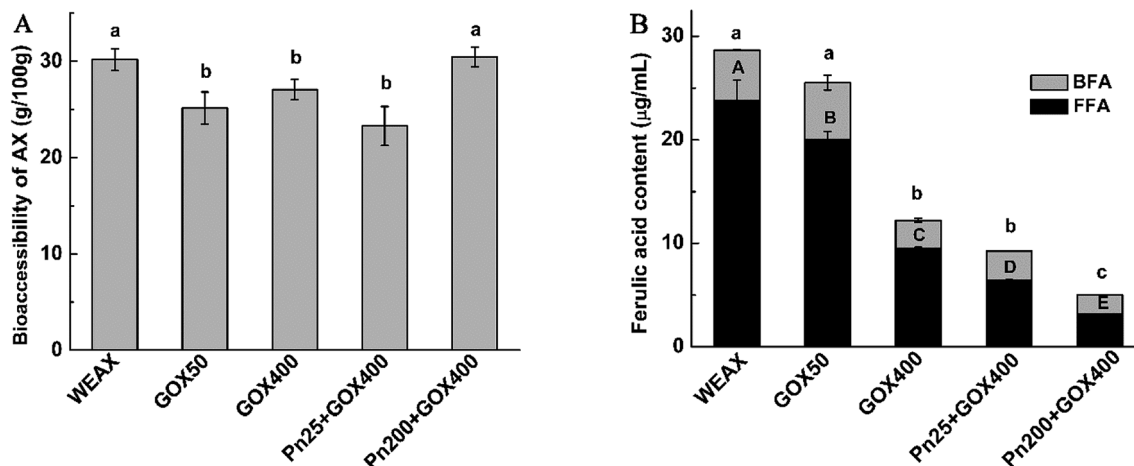 A
Bioaccessibility of AX (g/100g)
30
20
10
0
a
b
b
b
a
WEAX
GOX50
GOX400
Pn25+GOX400
Pn200+GOX400
B
Ferulic acid content (μg/mL)
30
20
10
0
a
a
b
b
c
A
B
C
D
E
BFA
FFA
WEAX
GOX50
GOX400
Pn25+GOX400
Pn200+GOX400